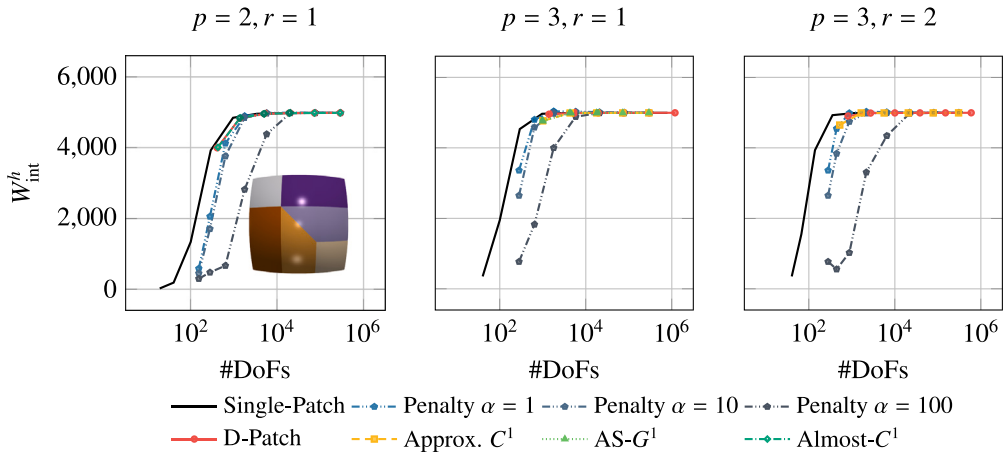 p = 2, r = 1 p = 3, r = 1 p = 3, r = 2
6,000
4,000
2,000
0
W^h_int
10^2 10^4 10^6 10^2 10^4 10^6 10^2 10^4 10^6
#DoFs #DoFs #DoFs
Single-Patch Penalty α = 1 Penalty α = 10 Penalty α = 100
D-Patch Approx. C^1 AS-G^1 Almost-C^1